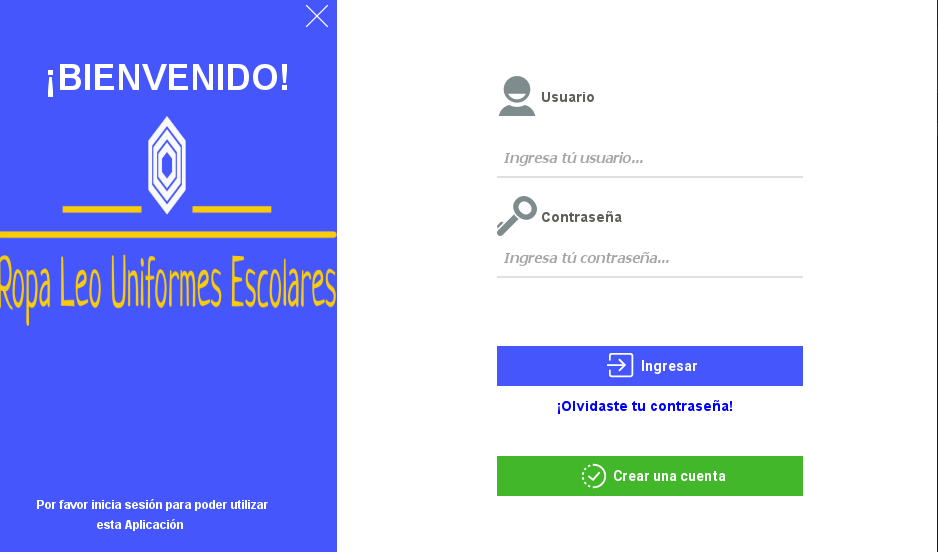 ¡BIENVENIDO!
Ropa Leo Uniformes Escolares
Por favor inicia sesión para poder utilizar
esta Aplicación
Usuario
Ingresa tú usuario...
Contraseña
Ingresa tú contraseña...
Ingresar
¡Olvidaste tu contraseña!
Crear una cuenta